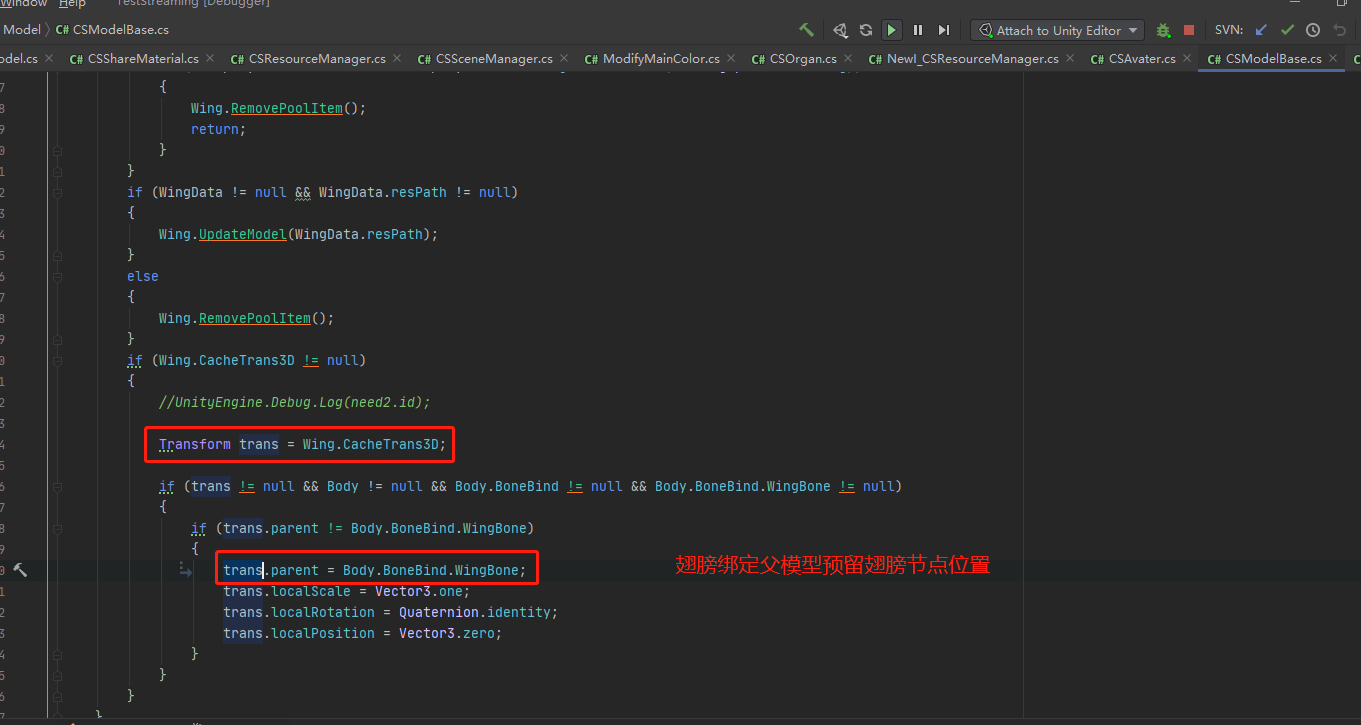 Window Help TestStreaming [Debugger]
Model CSModelBase.cs Attach to Unity Editor SVN:
odel.cs CSShareMaterial.cs CSResourceManager.cs CSSceneManager.cs ModifyMainColor.cs CSOrgan.cs NewI_CSResourceManager.cs CSAvater.cs CSModelBase.cs
{
Wing.RemovePoolItem();
return;
}
}
if (WingData != null && WingData.resPath != null)
{
Wing.UpdateModel(WingData.resPath);
}
else
{
Wing.RemovePoolItem();
}
if (Wing.CacheTrans3D != null)
{
//UnityEngine.Debug.Log(need2.id);
Transform trans = Wing.CacheTrans3D;
if (trans != null && Body != null && Body.BoneBind != null && Body.BoneBind.WingBone != null)
{
if (trans.parent != Body.BoneBind.WingBone)
{
trans.parent = Body.BoneBind.WingBone; 翅膀绑定父模型预留翅膀节点位置
trans.localScale = Vector3.one;
trans.localRotation = Quaternion.identity;
trans.localPosition = Vector3.zero;
}
}
}
}